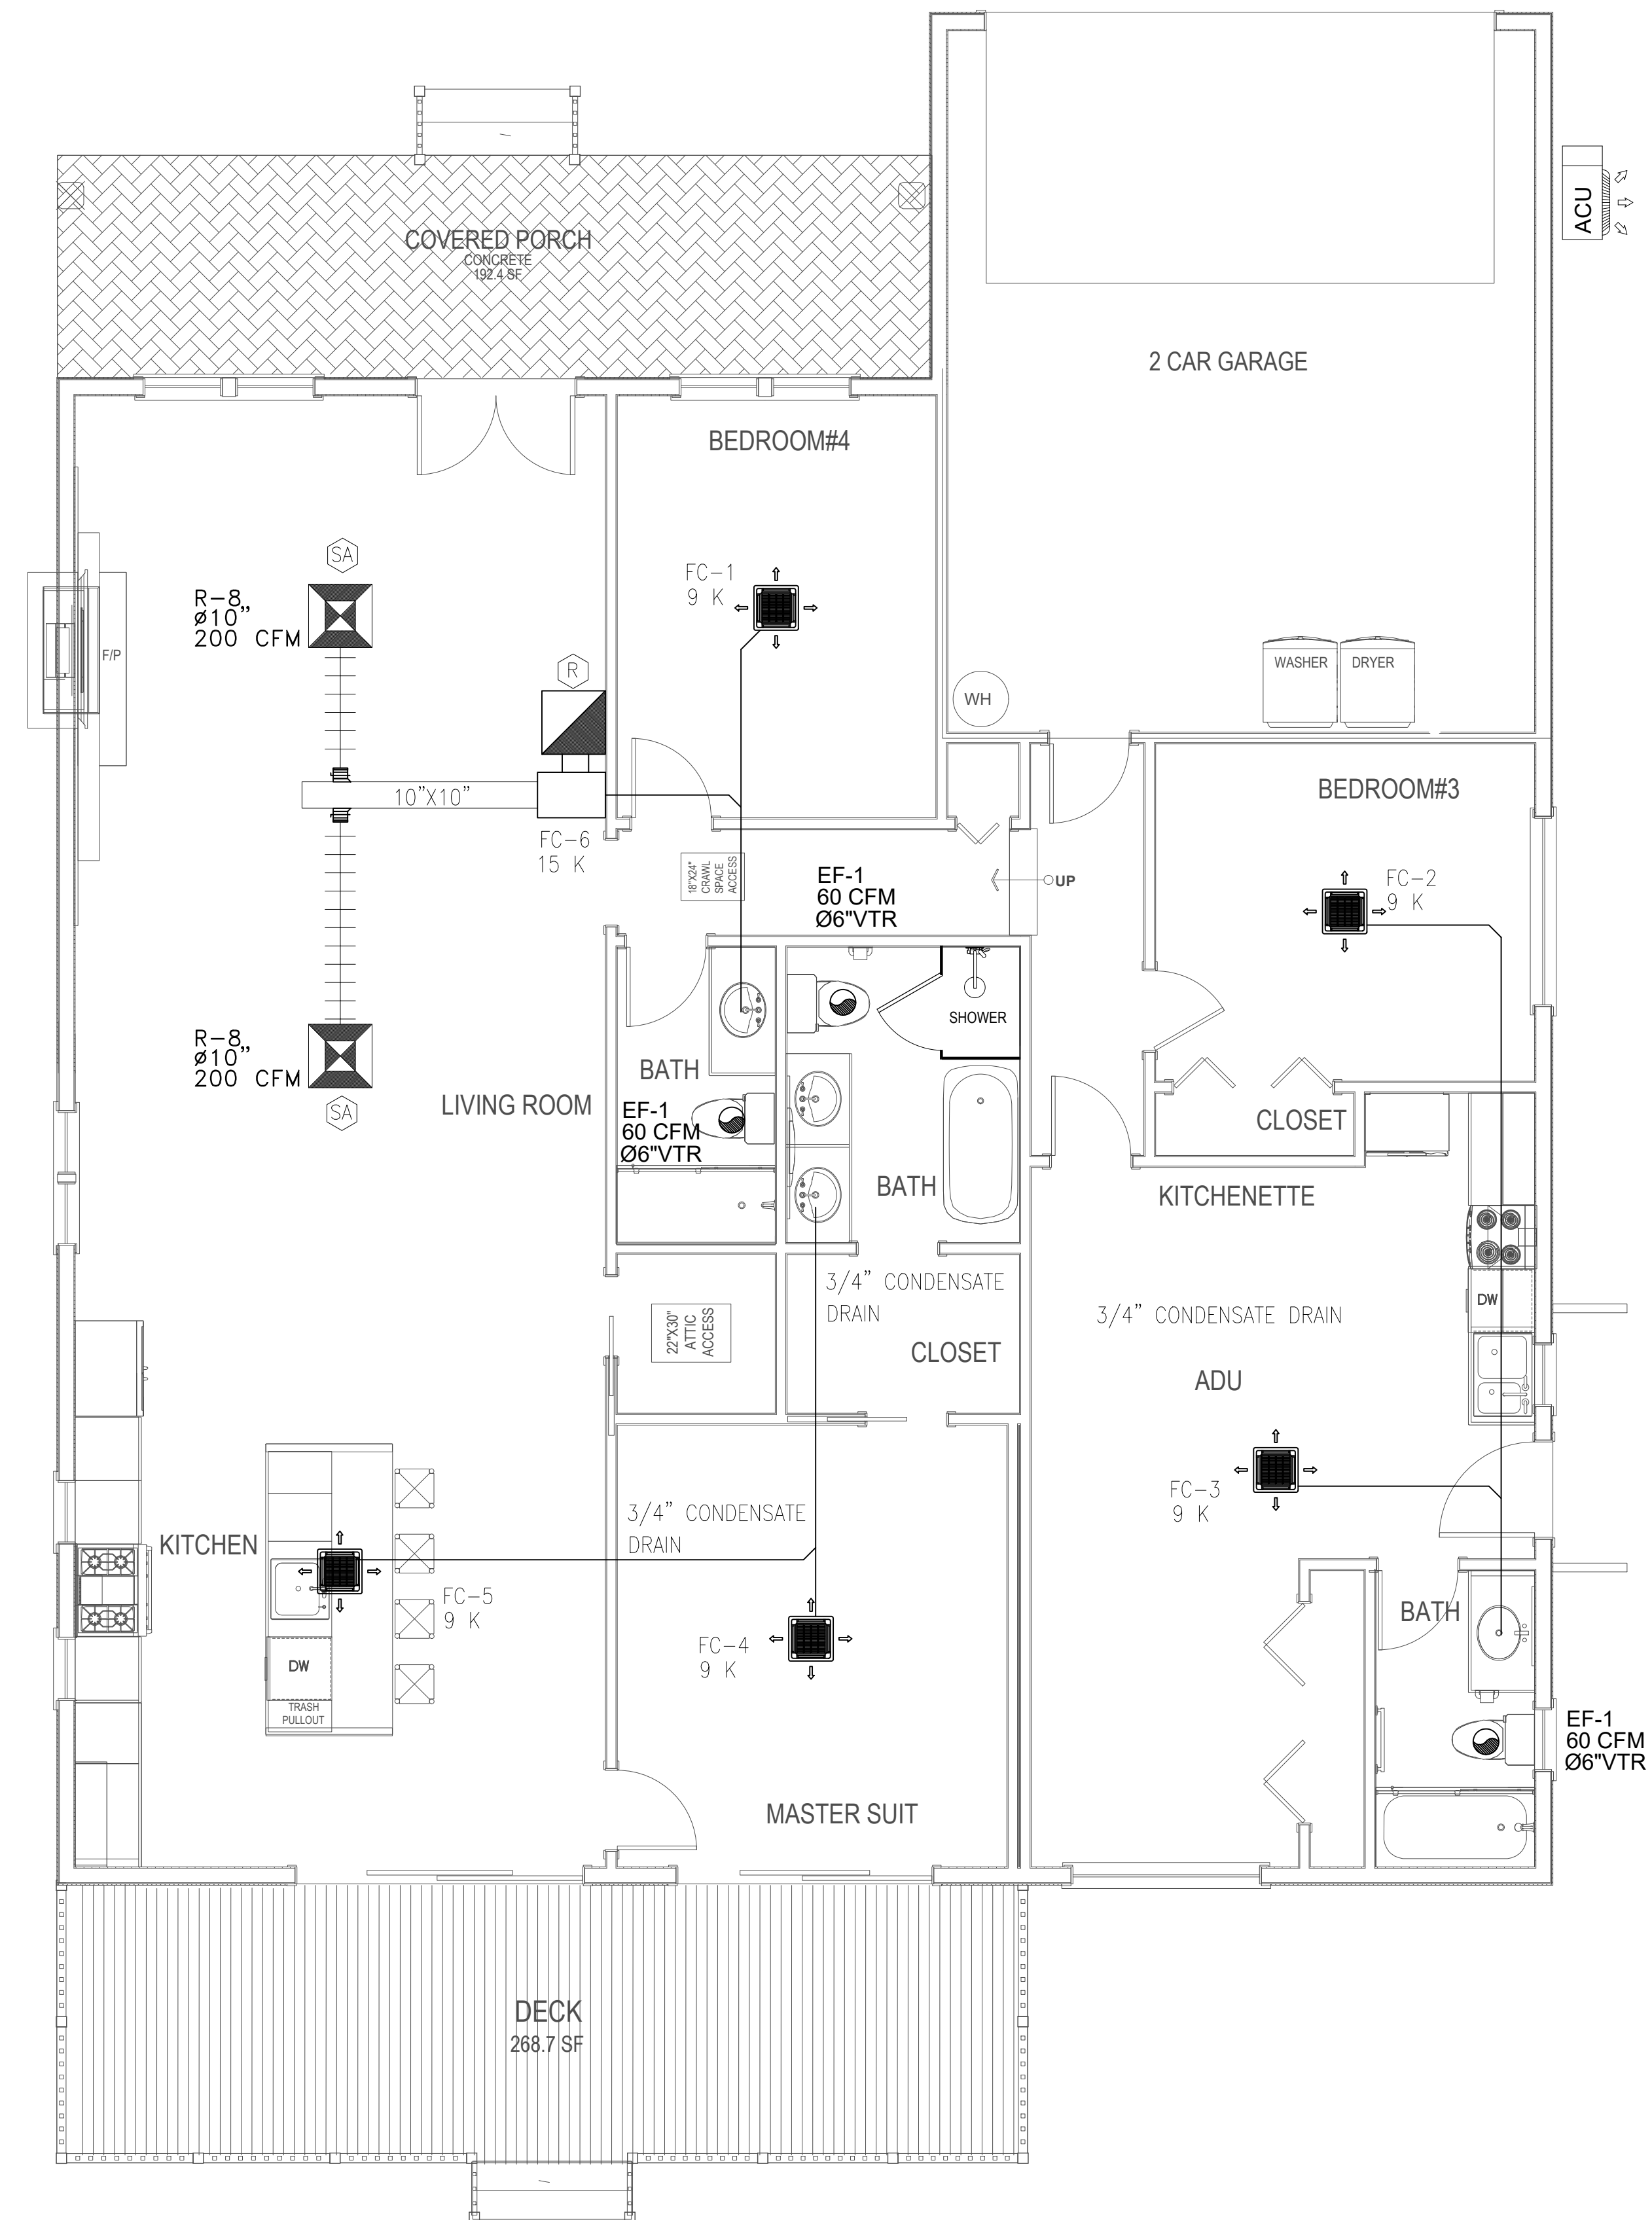 ACU
COVERED PORCH
CONCRETE
192.4 SF
2 CAR GARAGE
BEDROOM#4
SA
R-8
ø10"
200 CFM
F/P
FC-1
9 K
R
WASHER
DRYER
WH
10"X10"
FC-6
15 K
BEDROOM#3
18"X24"
CRAWL
SPACE
ACCESS
EF-1
60 CFM
Ø6"VTR
UP
FC-2
9 K
SHOWER
R-8
ø10"
200 CFM
SA
LIVING ROOM
BATH
EF-1
60 CFM
Ø6"VTR
BATH
CLOSET
KITCHENETTE
3/4" CONDENSATE
DRAIN
3/4" CONDENSATE DRAIN
DW
22"X30"
ATTIC
ACCESS
CLOSET
ADU
FC-3
9 K
3/4" CONDENSATE
DRAIN
KITCHEN
FC-5
9 K
FC-4
9 K
BATH
DW
TRASH
PULLOUT
EF-1
60 CFM
Ø6"VTR
MASTER SUIT
DECK
268.7 SF